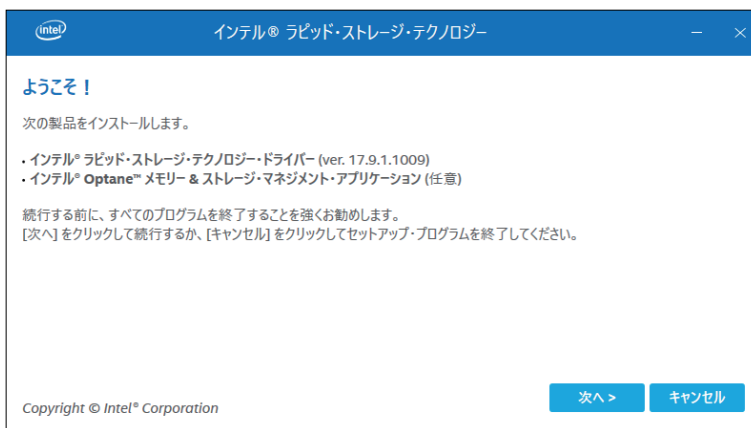 intel
インテル® ラピッド・ストレージ・テクノロジー
ようこそ！
次の製品をインストールします。
・インテル® ラピッド・ストレージ・テクノロジー・ドライバー (ver. 17.9.1.1009)
・インテル® Optane™ メモリー & ストレージ・マネジメント・アプリケーション (任意)
続行する前に、すべてのプログラムを終了することを強くお勧めします。
[次へ] をクリックして続行するか、[キャンセル] をクリックしてセットアップ・プログラムを終了してください。
Copyright © Intel® Corporation
次へ >
キャンセル